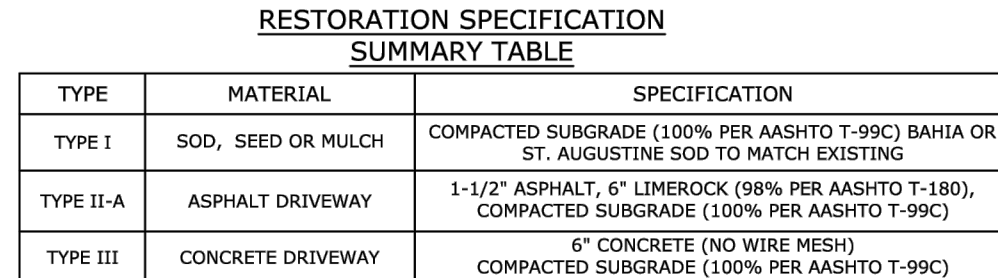 RESTORATION SPECIFICATION
SUMMARY TABLE
TYPE MATERIAL SPECIFICATION
TYPE I SOD, SEED OR MULCH COMPACTED SUBGRADE (100% PER AASHTO T-99C) BAHIA OR
ST. AUGUSTINE SOD TO MATCH EXISTING
TYPE II-A ASPHALT DRIVEWAY 1-1/2" ASPHALT, 6" LIMEROCK (98% PER AASHTO T-180),
COMPACTED SUBGRADE (100% PER AASHTO T-99C)
TYPE III CONCRETE DRIVEWAY 6" CONCRETE (NO WIRE MESH)
COMPACTED SUBGRADE (100% PER AASHTO T-99C)